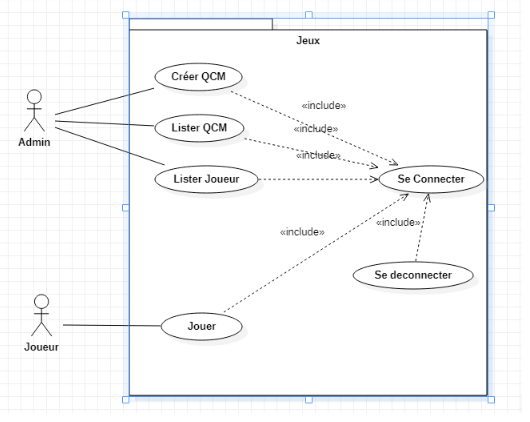 Jeux
Créer QCM
«include»
Lister QCM
«include»
Admin
«include»
Lister Joueur
Se Connecter
«include»
«include»
Se deconnecter
Jouer
Joueur